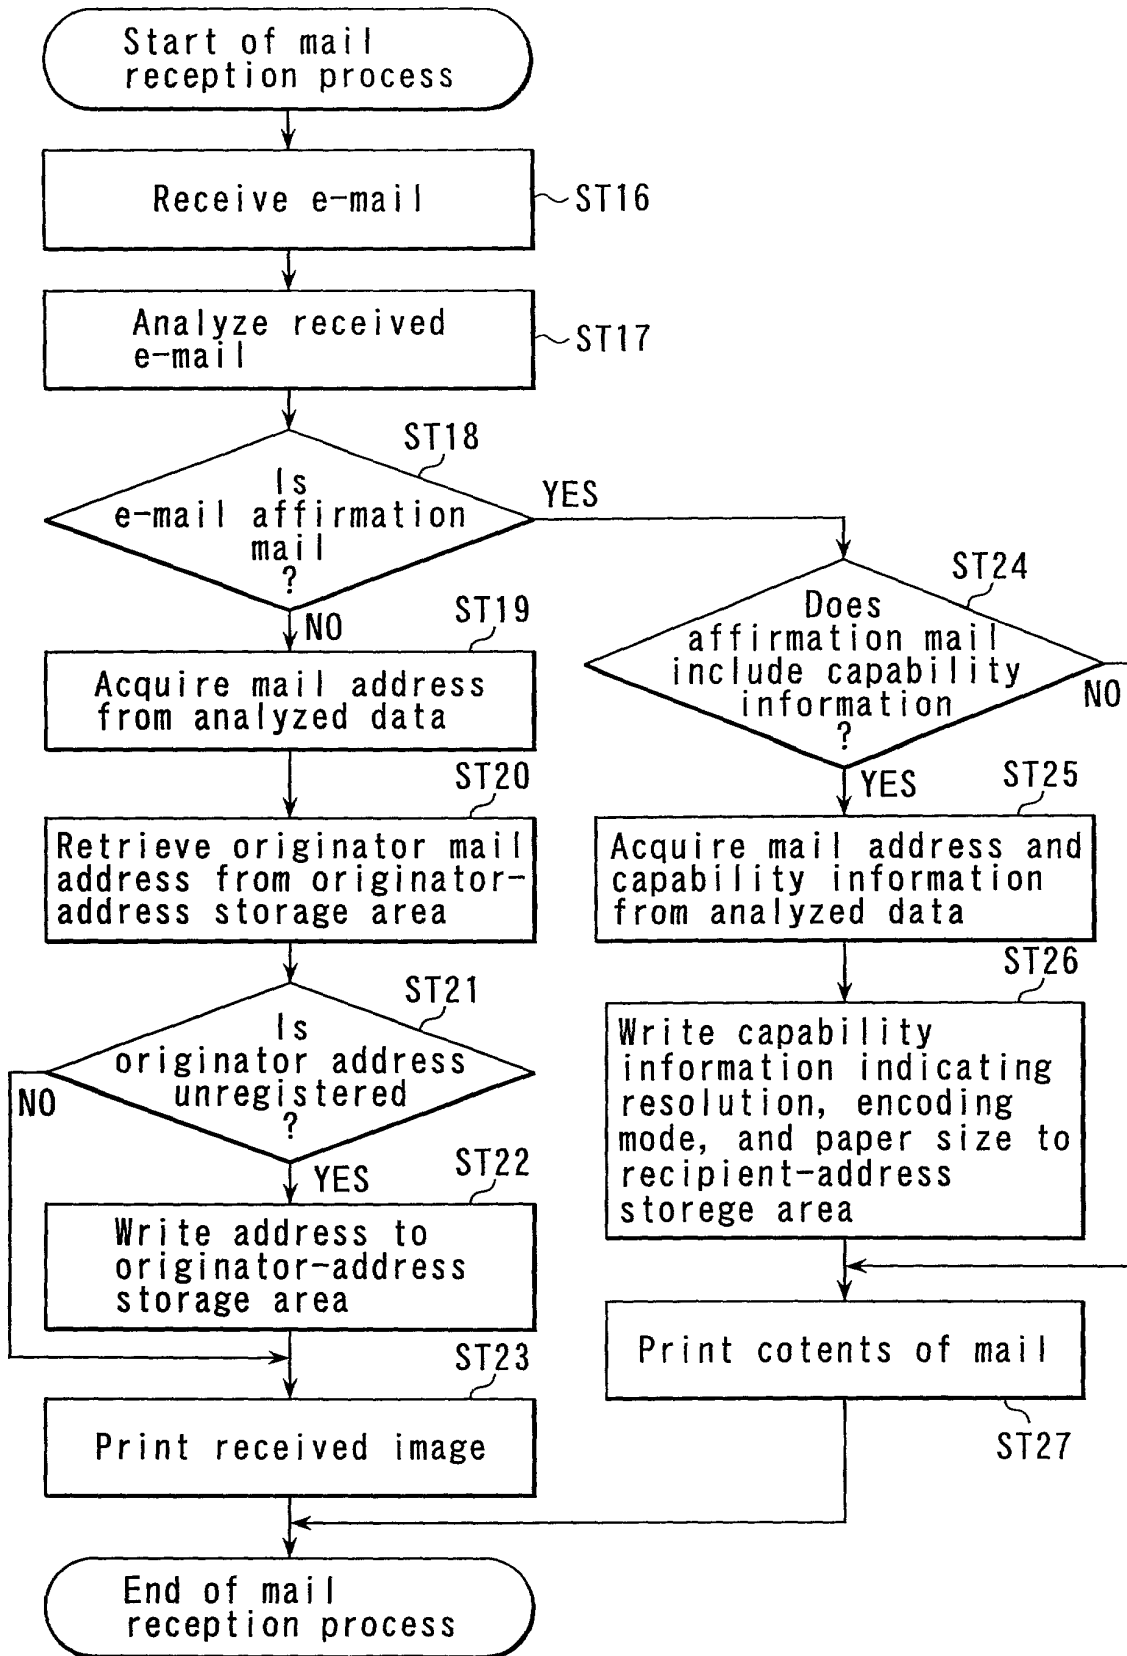 Start of mail
reception process
Receive e-mail
ST16
Analyze received
e-mail
ST17
ST18
Is
e-mail affirmation
mail
?
YES
NO
ST19
Acquire mail address
from analyzed data
ST20
Retrieve originator mail
address from originator-
address storage area
ST21
Is
originator address
unregistered
?
NO
YES
ST22
Write address to
originator-address
storage area
ST23
Print received image
ST24
Does
affirmation mail
include capability
information
?
NO
YES
ST25
Acquire mail address and
capability information
from analyzed data
ST26
Write capability
information indicating
resolution, encoding
mode, and paper size to
recipient-address
storege area
Print cotents of mail
ST27
End of mail
reception process